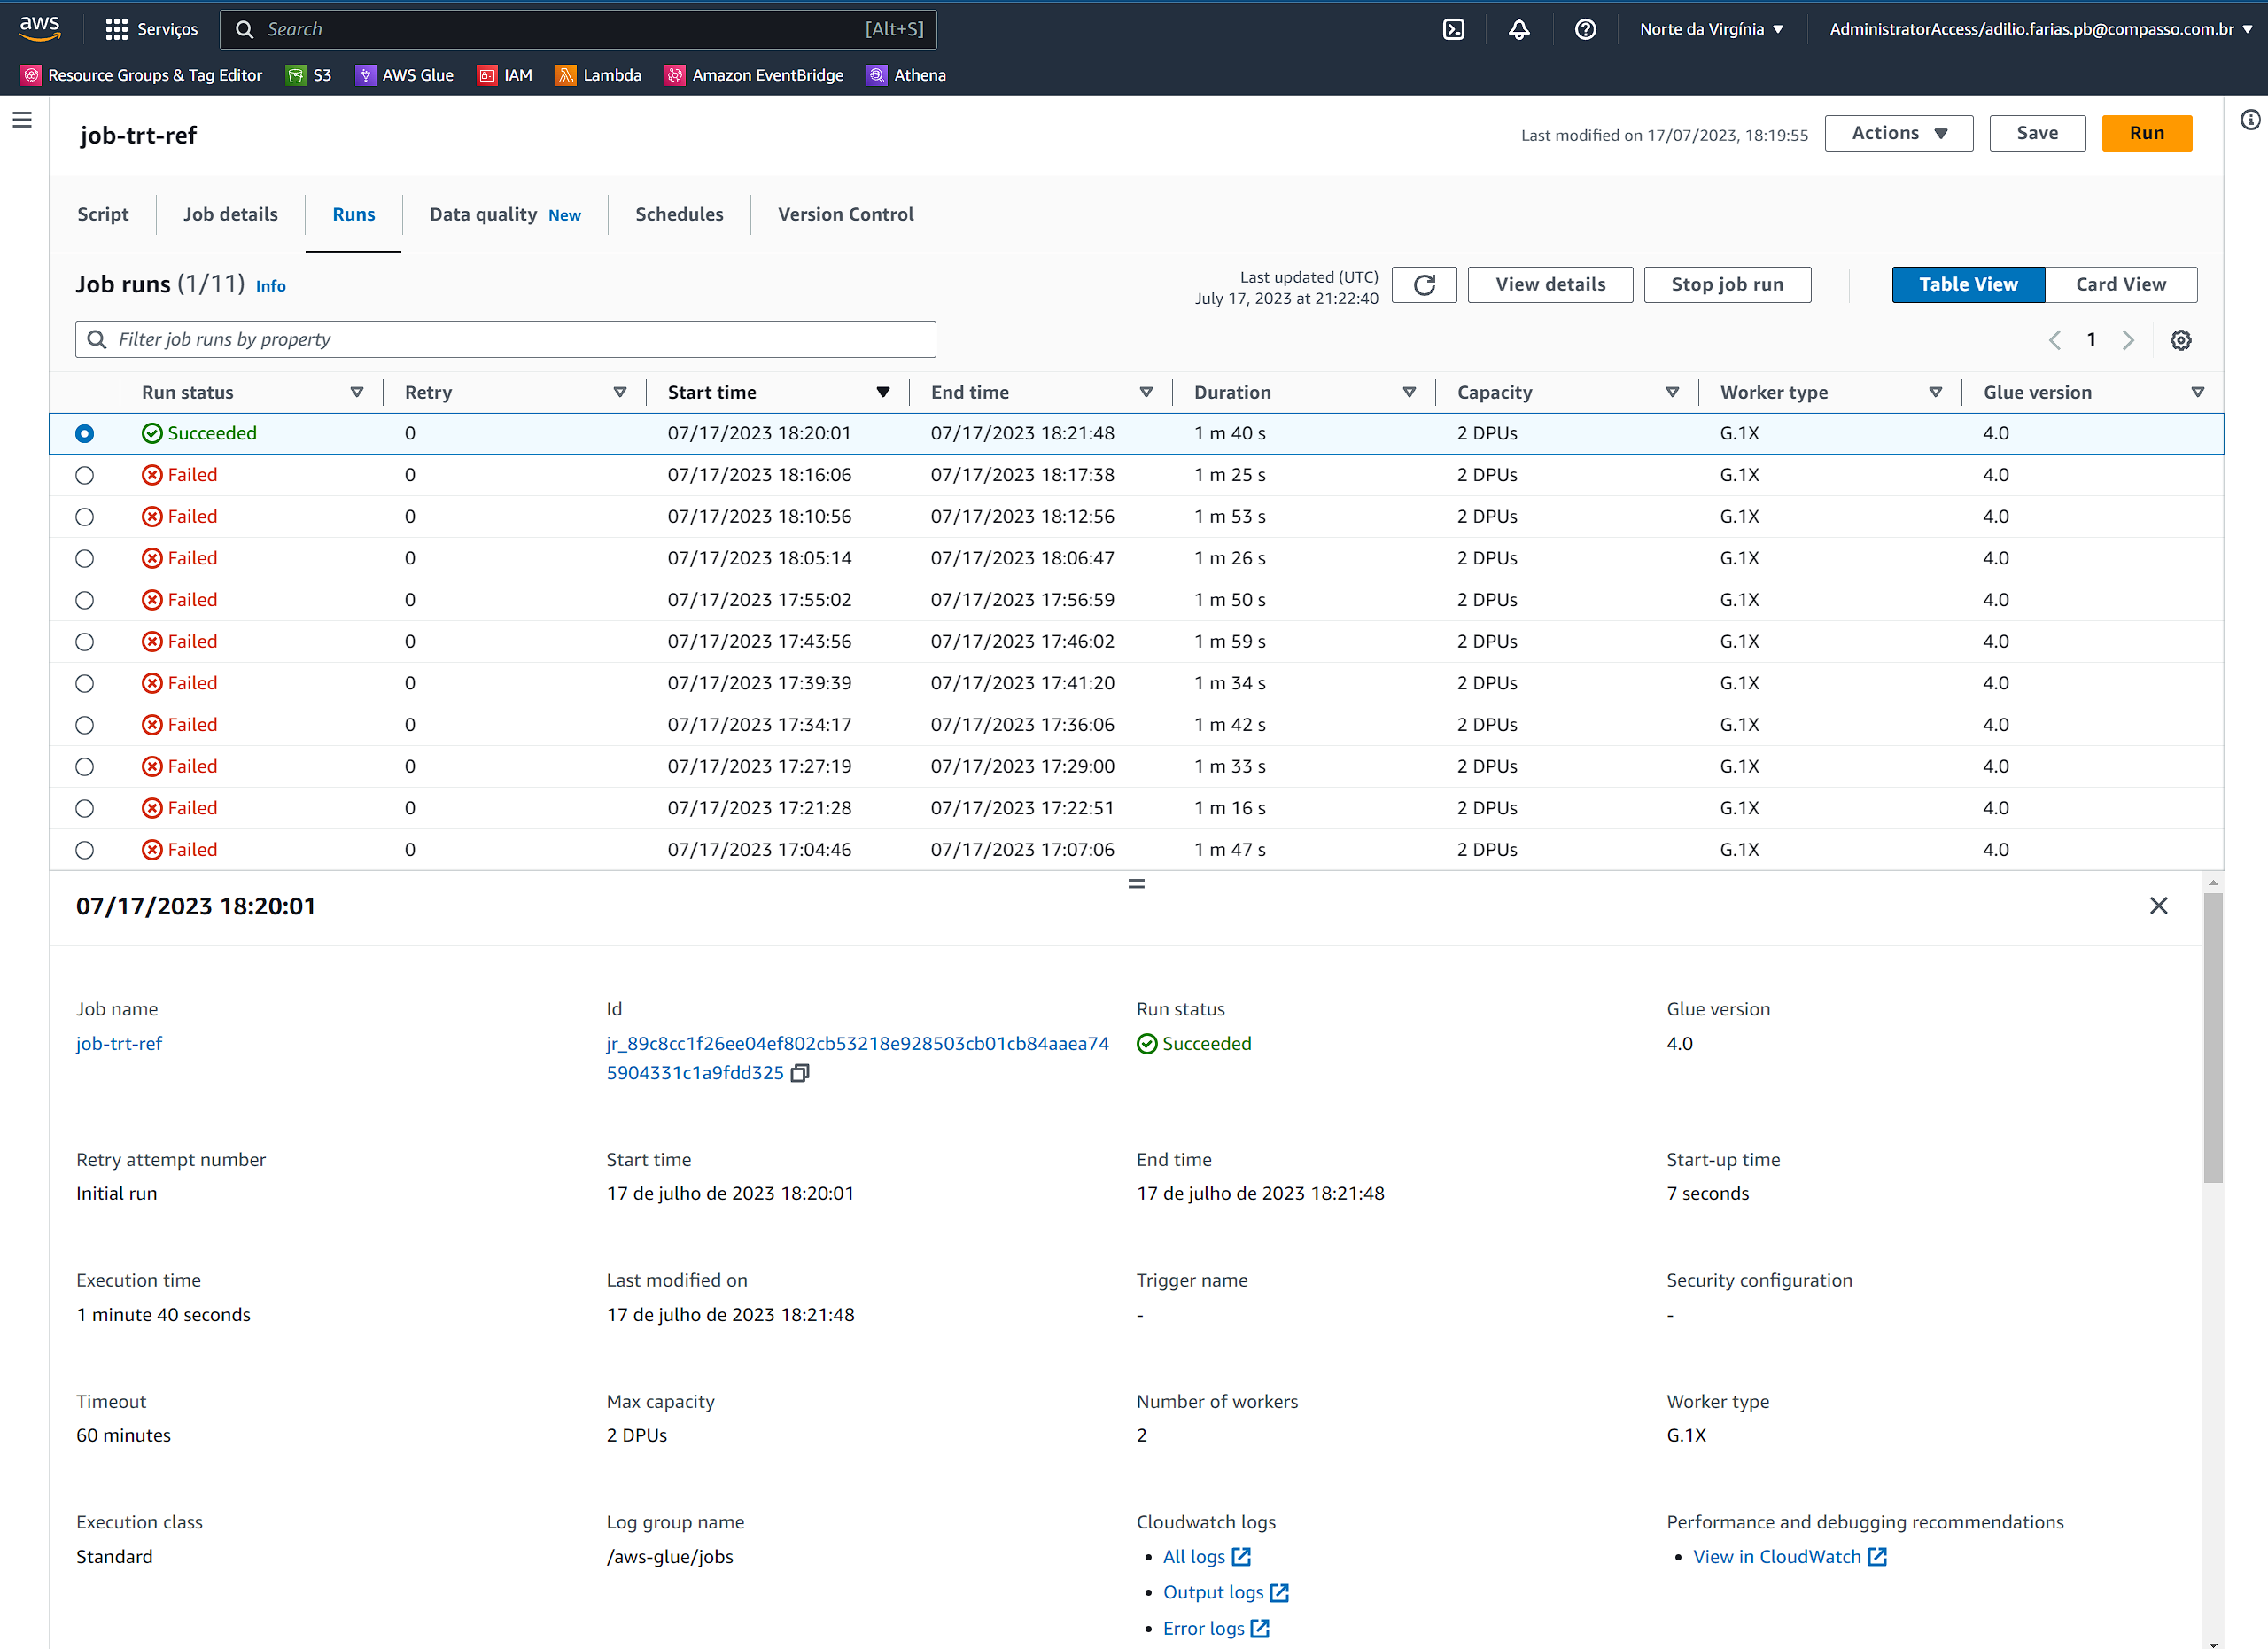 aws Serviços Search [Alt+S] Norte da Virgínia AdministratorAccess/adilio.farias.pb@compasso.com.br
Resource Groups & Tag Editor S3 AWS Glue IAM Lambda Amazon EventBridge Athena
job-trt-ref Last modified on 17/07/2023, 18:19:55 Actions Save Run
Script Job details Runs Data quality New Schedules Version Control
Job runs (1/11) Info Last updated (UTC) July 17, 2023 at 21:22:40 View details Stop job run Table View Card View
Filter job runs by property 1
Run status Retry Start time End time Duration Capacity Worker type Glue version
Succeeded 0 07/17/2023 18:20:01 07/17/2023 18:21:48 1 m 40 s 2 DPUs G.1X 4.0
Failed 0 07/17/2023 18:16:06 07/17/2023 18:17:38 1 m 25 s 2 DPUs G.1X 4.0
Failed 0 07/17/2023 18:10:56 07/17/2023 18:12:56 1 m 53 s 2 DPUs G.1X 4.0
Failed 0 07/17/2023 18:05:14 07/17/2023 18:06:47 1 m 26 s 2 DPUs G.1X 4.0
Failed 0 07/17/2023 17:55:02 07/17/2023 17:56:59 1 m 50 s 2 DPUs G.1X 4.0
Failed 0 07/17/2023 17:43:56 07/17/2023 17:46:02 1 m 59 s 2 DPUs G.1X 4.0
Failed 0 07/17/2023 17:39:39 07/17/2023 17:41:20 1 m 34 s 2 DPUs G.1X 4.0
Failed 0 07/17/2023 17:34:17 07/17/2023 17:36:06 1 m 42 s 2 DPUs G.1X 4.0
Failed 0 07/17/2023 17:27:19 07/17/2023 17:29:00 1 m 33 s 2 DPUs G.1X 4.0
Failed 0 07/17/2023 17:21:28 07/17/2023 17:22:51 1 m 16 s 2 DPUs G.1X 4.0
Failed 0 07/17/2023 17:04:46 07/17/2023 17:07:06 1 m 47 s 2 DPUs G.1X 4.0
07/17/2023 18:20:01
Job name Id Run status Glue version
job-trt-ref jr_89c8cc1f26ee04ef802cb53218e928503cb01cb84aaea74 Succeeded 4.0
5904331c1a9fdd325
Retry attempt number Start time End time Start-up time
Initial run 17 de julho de 2023 18:20:01 17 de julho de 2023 18:21:48 7 seconds
Execution time Last modified on Trigger name Security configuration
1 minute 40 seconds 17 de julho de 2023 18:21:48 - -
Timeout Max capacity Number of workers Worker type
60 minutes 2 DPUs 2 G.1X
Execution class Log group name Cloudwatch logs Performance and debugging recommendations
Standard /aws-glue/jobs • All logs • View in CloudWatch
• Output logs
• Error logs